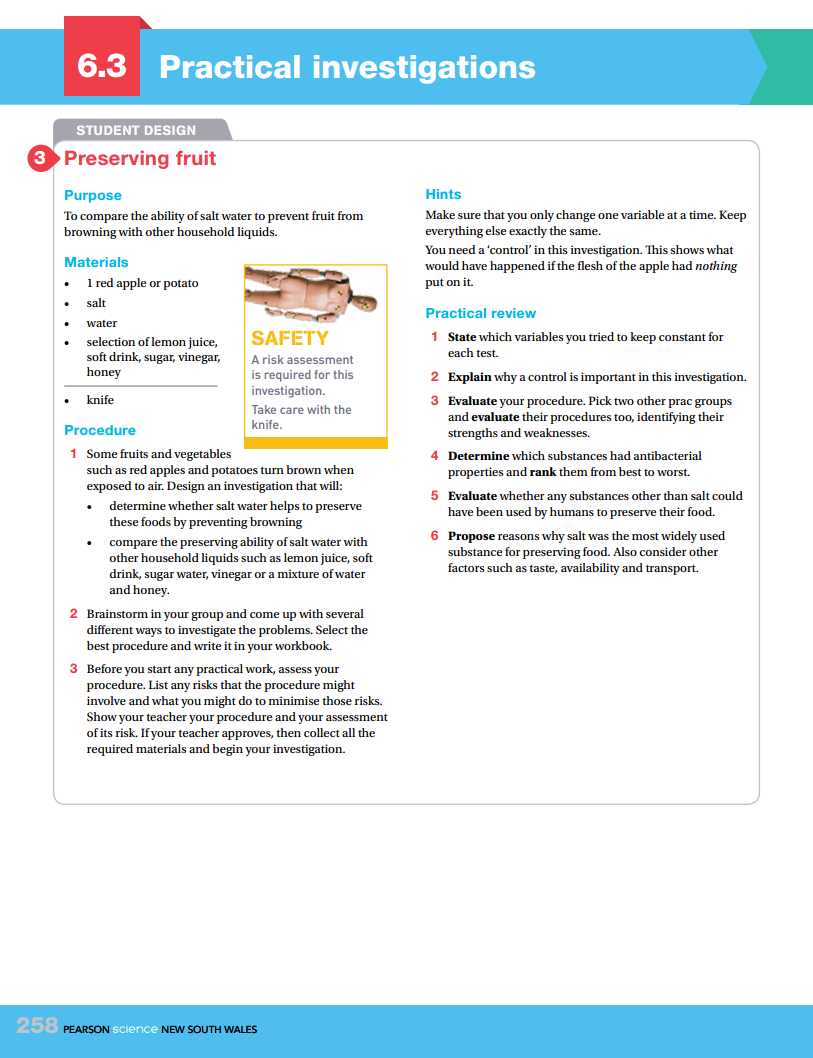 6.3
Practical investigations
STUDENT DESIGN
3
Preserving fruit
Purpose
To compare the ability of salt water to prevent fruit from
browning with other household liquids.
Materials
• 1 red apple or potato
• salt
• water
• selection of lemon juice,
soft drink, sugar, vinegar,
honey
• knife
SAFETY
A risk assessment
is required for this
investigation.
Take care with the
knife.
Procedure
1 Some fruits and vegetables
such as red apples and potatoes turn brown when
exposed to air. Design an investigation that will:
• determine whether salt water helps to preserve
these foods by preventing browning
• compare the preserving ability of salt water with
other household liquids such as lemon juice, soft
drink, sugar water, vinegar or a mixture of water
and honey.
2 Brainstorm in your group and come up with several
different ways to investigate the problems. Select the
best procedure and write it in your workbook.
3 Before you start any practical work, assess your
procedure. List any risks that the procedure might
involve and what you might do to minimise those risks.
Show your teacher your procedure and your assessment
of its risk. If your teacher approves, then collect all the
required materials and begin your investigation.
Hints
Make sure that you only change one variable at a time. Keep
everything else exactly the same.
You need a ‘control’ in this investigation. This shows what
would have happened if the flesh of the apple had nothing
put on it.
Practical review
1 State which variables you tried to keep constant for
each test.
2 Explain why a control is important in this investigation.
3 Evaluate your procedure. Pick two other prac groups
and evaluate their procedures too, identifying their
strengths and weaknesses.
4 Determine which substances had antibacterial
properties and rank them from best to worst.
5 Evaluate whether any substances other than salt could
have been used by humans to preserve their food.
6 Propose reasons why salt was the most widely used
substance for preserving food. Also consider other
factors such as taste, availability and transport.
258 PEARSON science NEW SOUTH WALES